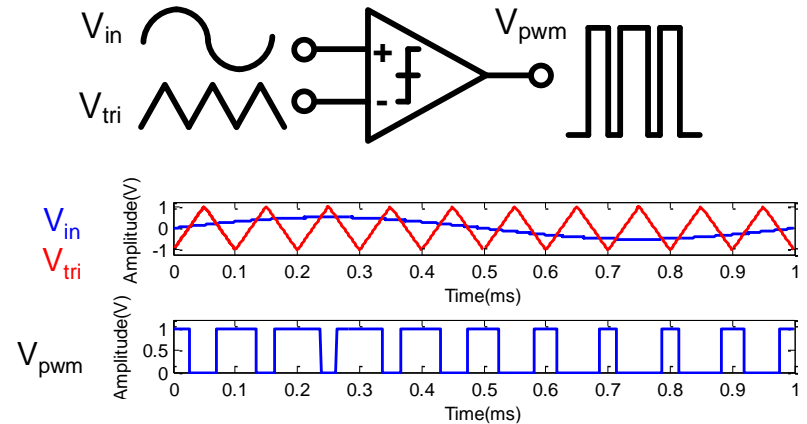 V_in
V_pwm
+
-
V_tri
V_in
V_tri
Amplitude(V)
1
0
-1
0 0.1 0.2 0.3 0.4 0.5 0.6 0.7 0.8 0.9 1
Time(ms)
V_pwm
Amplitude(V)
1
0.5
0
0 0.1 0.2 0.3 0.4 0.5 0.6 0.7 0.8 0.9 1
Time(ms)